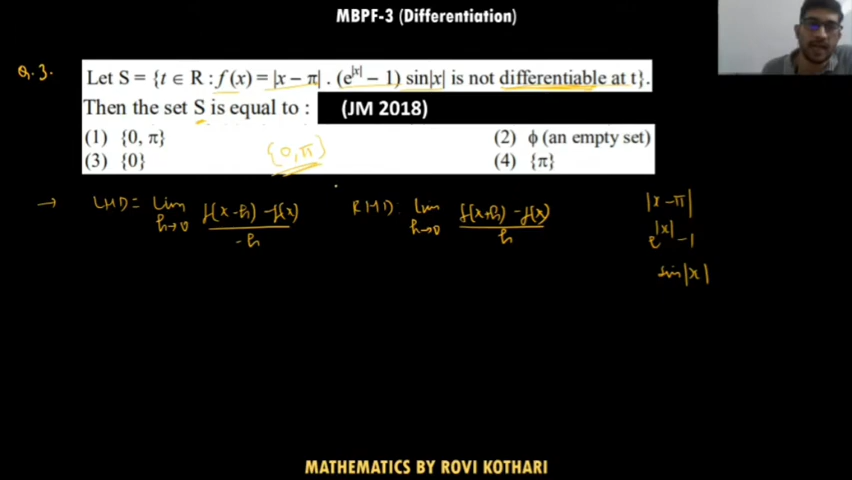 MBPF-3 (Differentiation)
Q.3.
Let S = {t ∈ R : f(x) = |x − π| . (e^|x| − 1) sin|x| is not differentiable at t}.
Then the set S is equal to : (JM 2018)
(1) {0, π} (2) ϕ (an empty set)
(3) {0} {0, π} (4) {π}
→ LHD = Lim h→0 f(x-h) - f(x) / -h RHD: Lim h→0 f(x+h) - f(x) / h |x-π|
e^|x| - 1
sin|x|
MATHEMATICS BY ROVI KOTHARI